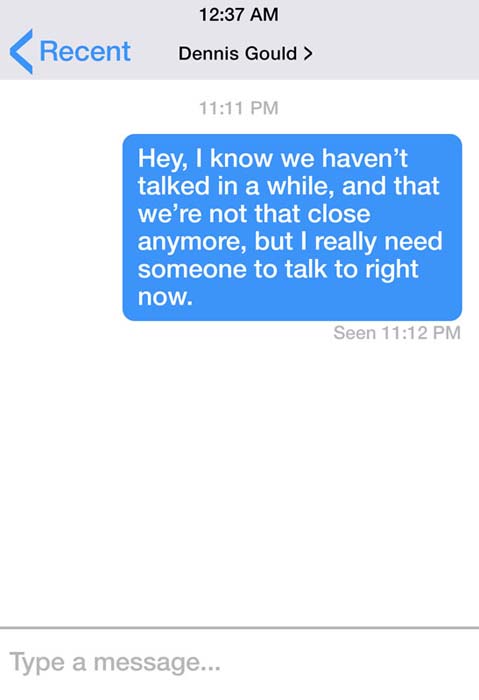 12:37 AM
Recent
Dennis Gould >
11:11 PM
Hey, I know we haven’t
talked in a while, and that
we’re not that close
anymore, but I really need
someone to talk to right
now.
Seen 11:12 PM
Type a message...